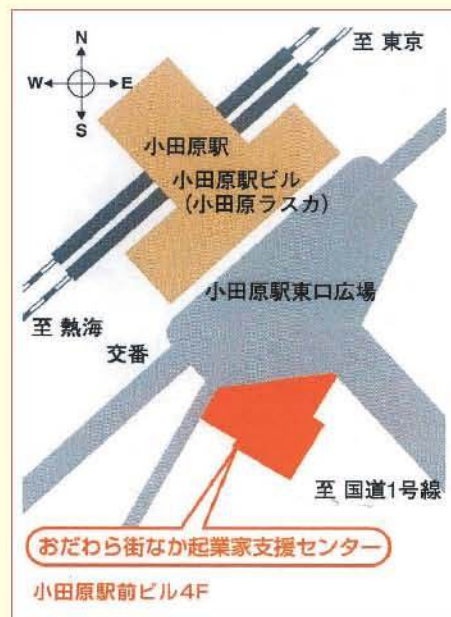 N
W E
S
至 東京
小田原駅
小田原駅ビル
(小田原ラスカ)
小田原駅東口広場
至 熱海
交番
至 国道1号線
おだわら街なか起業家支援センター
小田原駅前ビル4F